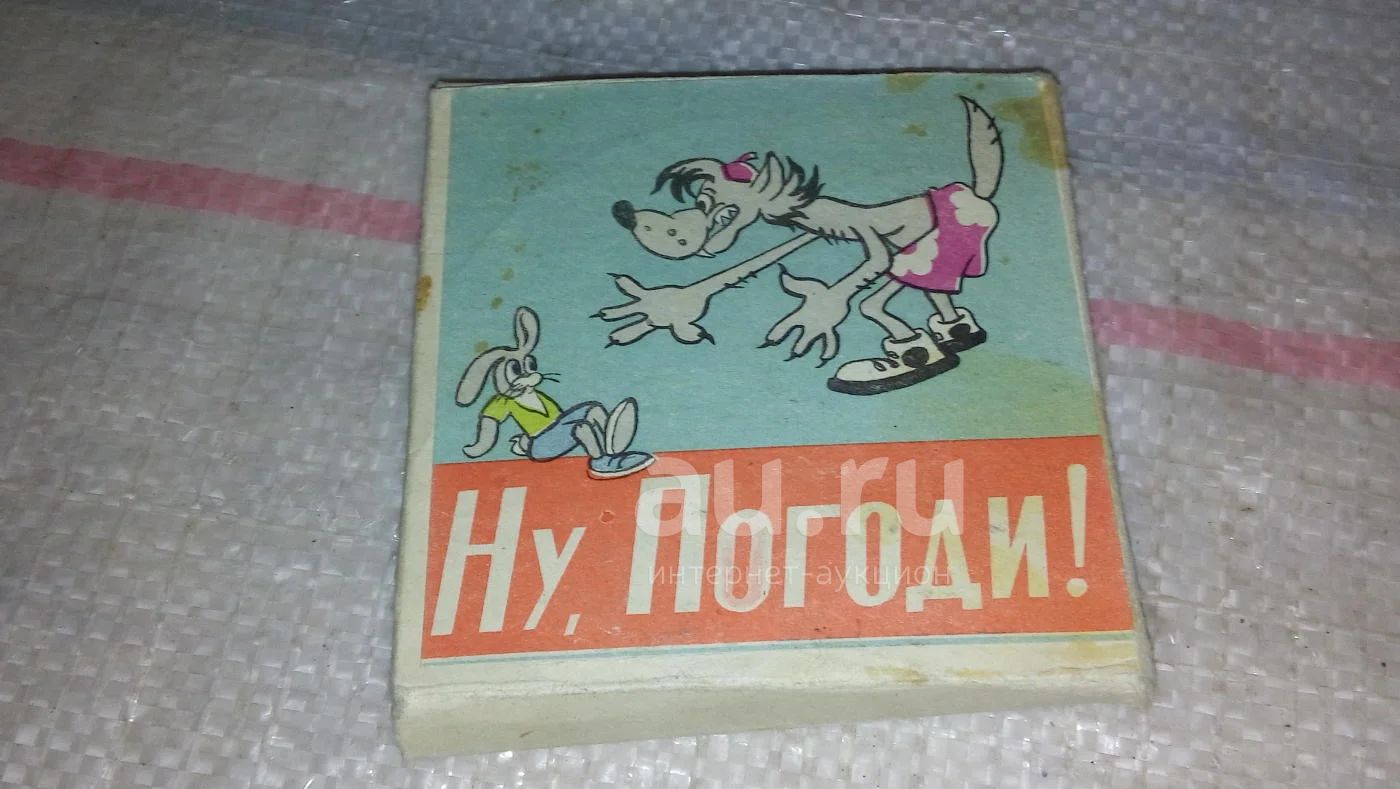 Ну, Погоди!
au.ru
интернет-аукцион